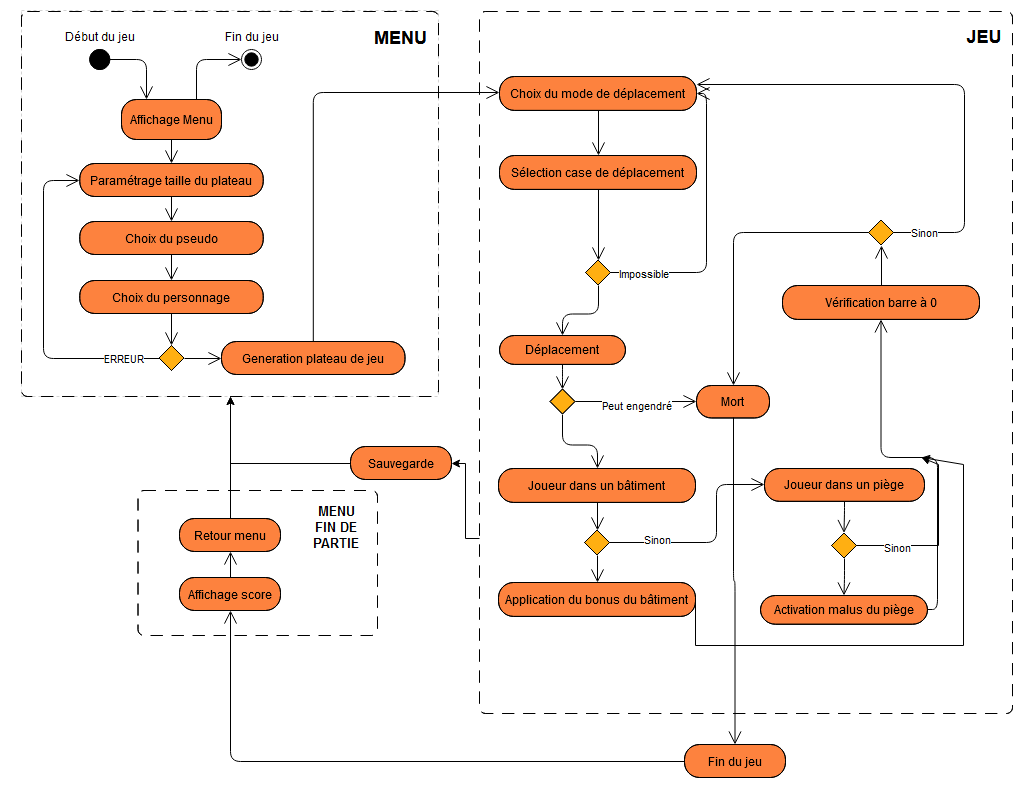 Début du jeu
Fin du jeu
MENU
Affichage Menu
Paramétrage taille du plateau
Choix du pseudo
Choix du personnage
ERREUR
Generation plateau de jeu
JEU
Choix du mode de déplacement
Sélection case de déplacement
Impossible
Sinon
Vérification barre à 0
Déplacement
Peut engendré
Mort
Joueur dans un bâtiment
Sinon
Application du bonus du bâtiment
Joueur dans un piège
Sinon
Activation malus du piège
Sauvegarde
MENU
FIN DE
PARTIE
Retour menu
Affichage score
Fin du jeu